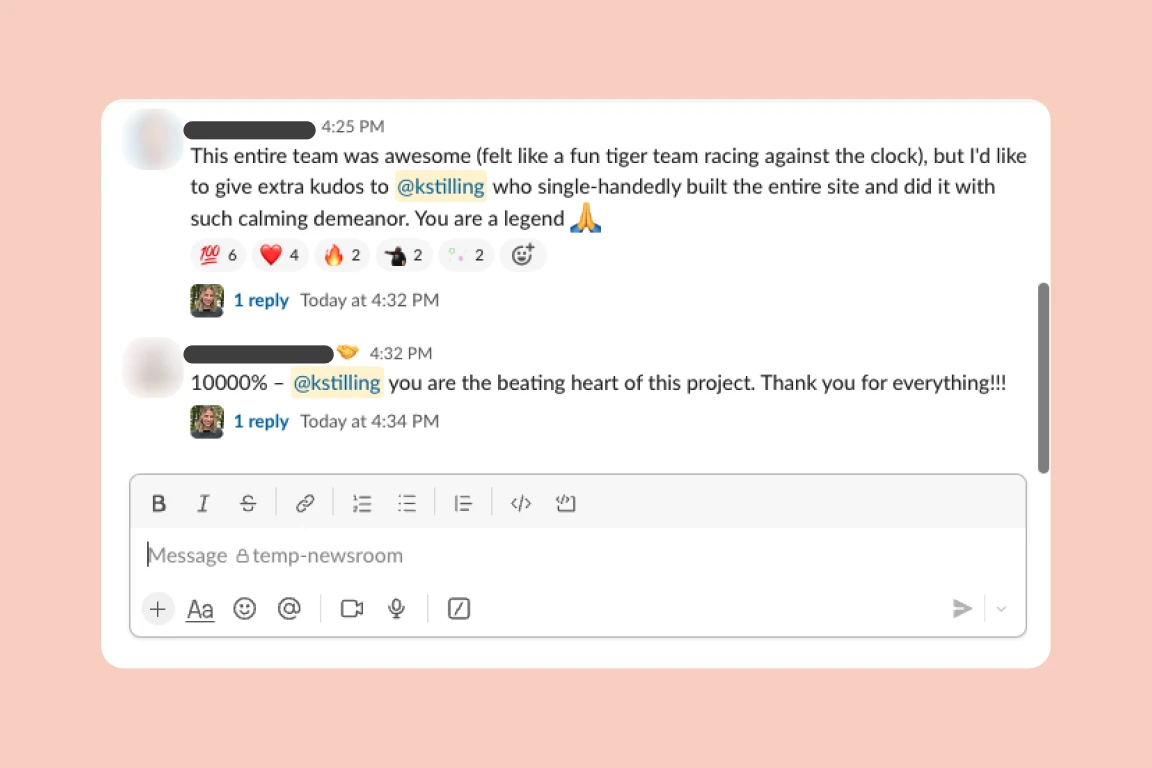 4:25 PM
This entire team was awesome (felt like a fun tiger team racing against the clock), but I'd like
to give extra kudos to @kstilling who single-handedly built the entire site and did it with
such calming demeanor. You are a legend 🙏
💯 6 ❤️ 4 🔥 2 2 2
1 reply Today at 4:32 PM
4:32 PM
10000% – @kstilling you are the beating heart of this project. Thank you for everything!!!
1 reply Today at 4:34 PM
B I S
Message temp-newsroom
Aa